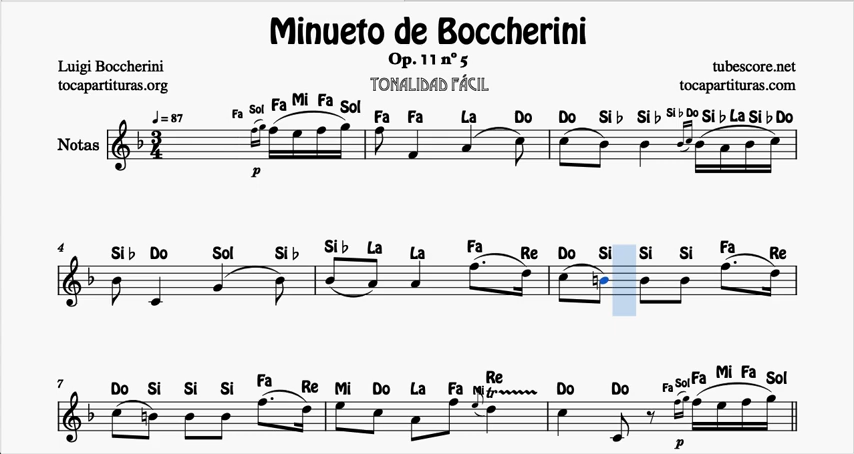 Minueto de Boccherini
Op. 11 nº 5
Luigi Boccherini
tubescore.net
tocapartituras.org
TONALIDAD FÁCIL
tocapartituras.com
♩ = 87
Fa Sol Fa Mi Fa Sol Fa Fa La Do Do Si♭ Si♭ Si♭ Do Si♭ La Si♭ Do
Notas
p
4
Si♭ Do Sol Si♭ Si♭ La La Fa Re Do Si Si Si Fa Re
7
Do Si Si Si Fa Re Mi Do La Fa Mi Re Do Do Fa Sol Fa Mi Fa Sol
tr
p